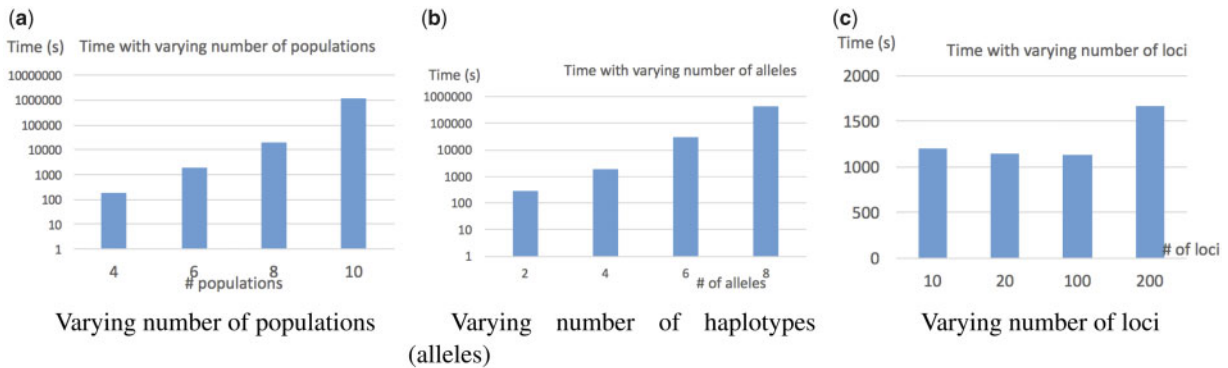 (a)
Time (s) Time with varying number of populations
10000000
1000000
100000
10000
1000
100
10
1
4 6 8 10
# populations
Varying number of populations
(b)
Time (s)
Time with varying number of alleles
1000000
100000
10000
1000
100
10
1
2 4 6 8
# of alleles
Varying number of haplotypes
(alleles)
(c)
Time (s)
Time with varying number of loci
2000
1500
1000
500
0
# of loci
10 20 100 200
Varying number of loci